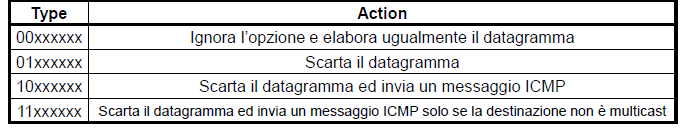 Type Action
00xxxxxx Ignora l'opzione e elabora ugualmente il datagramma
01xxxxxx Scarta il datagramma
10xxxxxx Scarta il datagramma ed invia un messaggio ICMP
11xxxxxx Scarta il datagramma ed invia un messaggio ICMP solo se la destinazione non è multicast